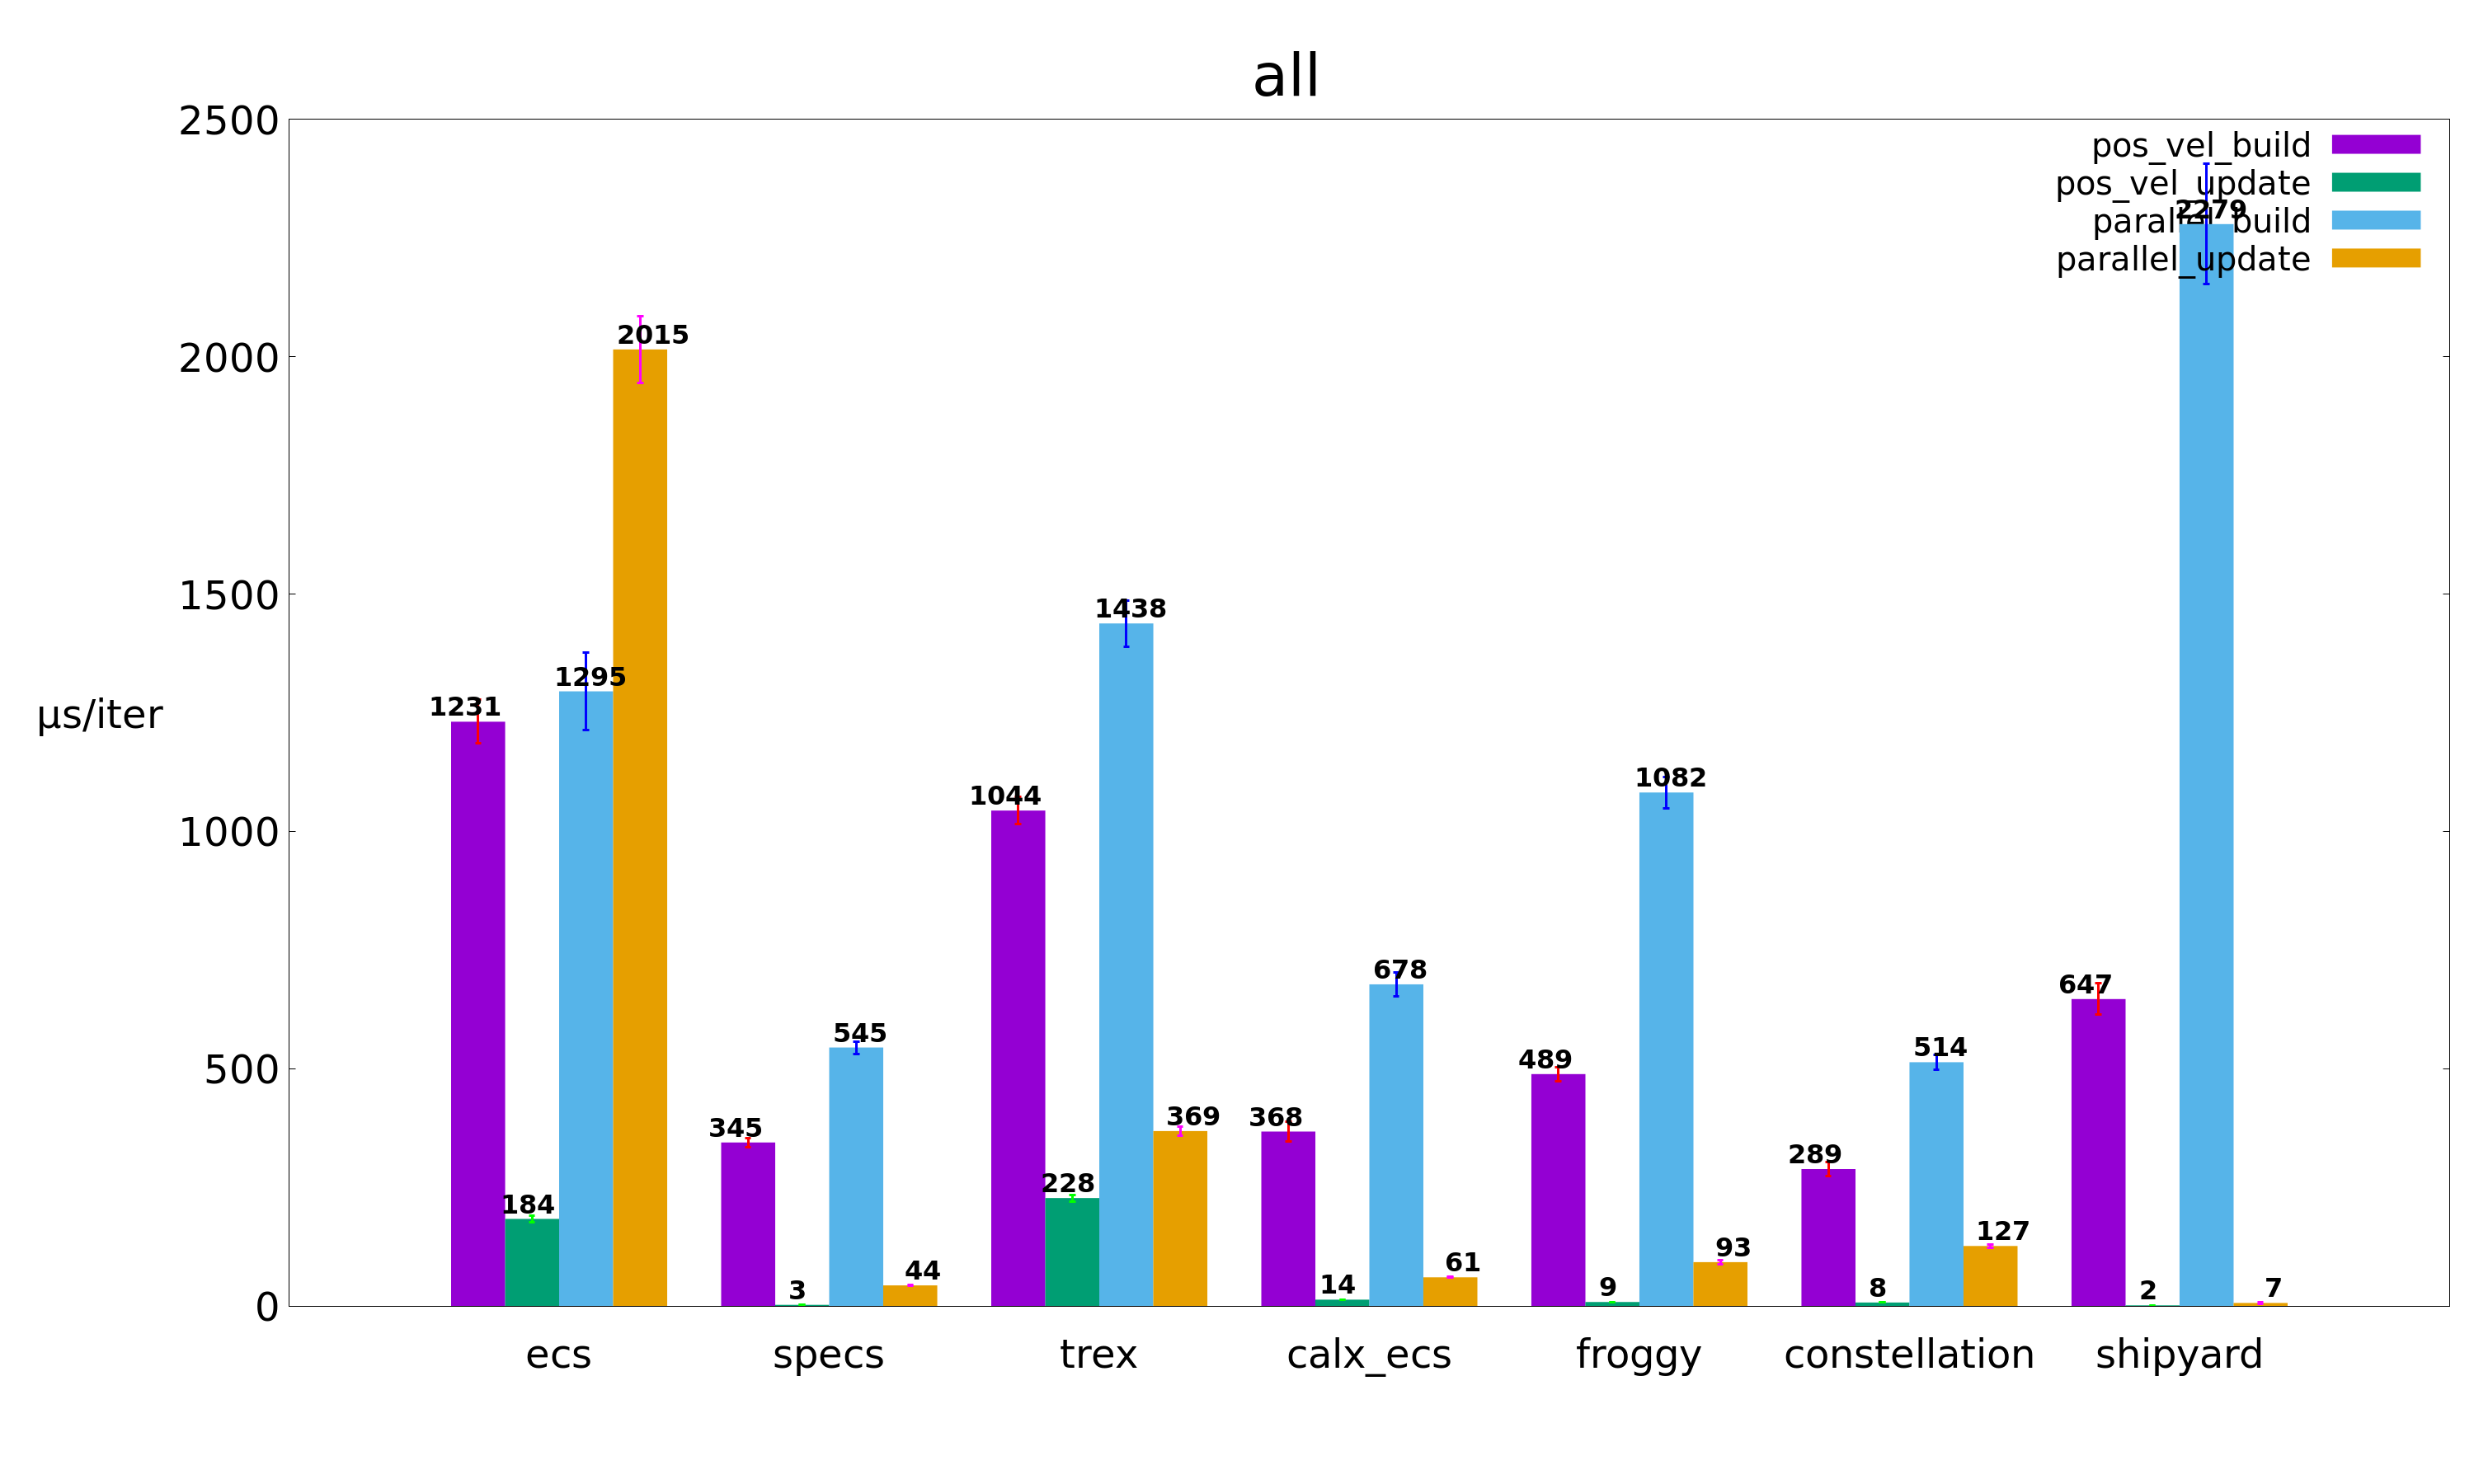 all
2500
2000
1500
1000
500
0
µs/iter
pos_vel_build
pos_vel_update
parallel_build
parallel_update
1231
184
1295
2015
345
3
545
44
1044
228
1438
369
368
14
678
61
489
9
1082
93
289
8
514
127
647
2
2279
7
ecs
specs
trex
calx_ecs
froggy
constellation
shipyard